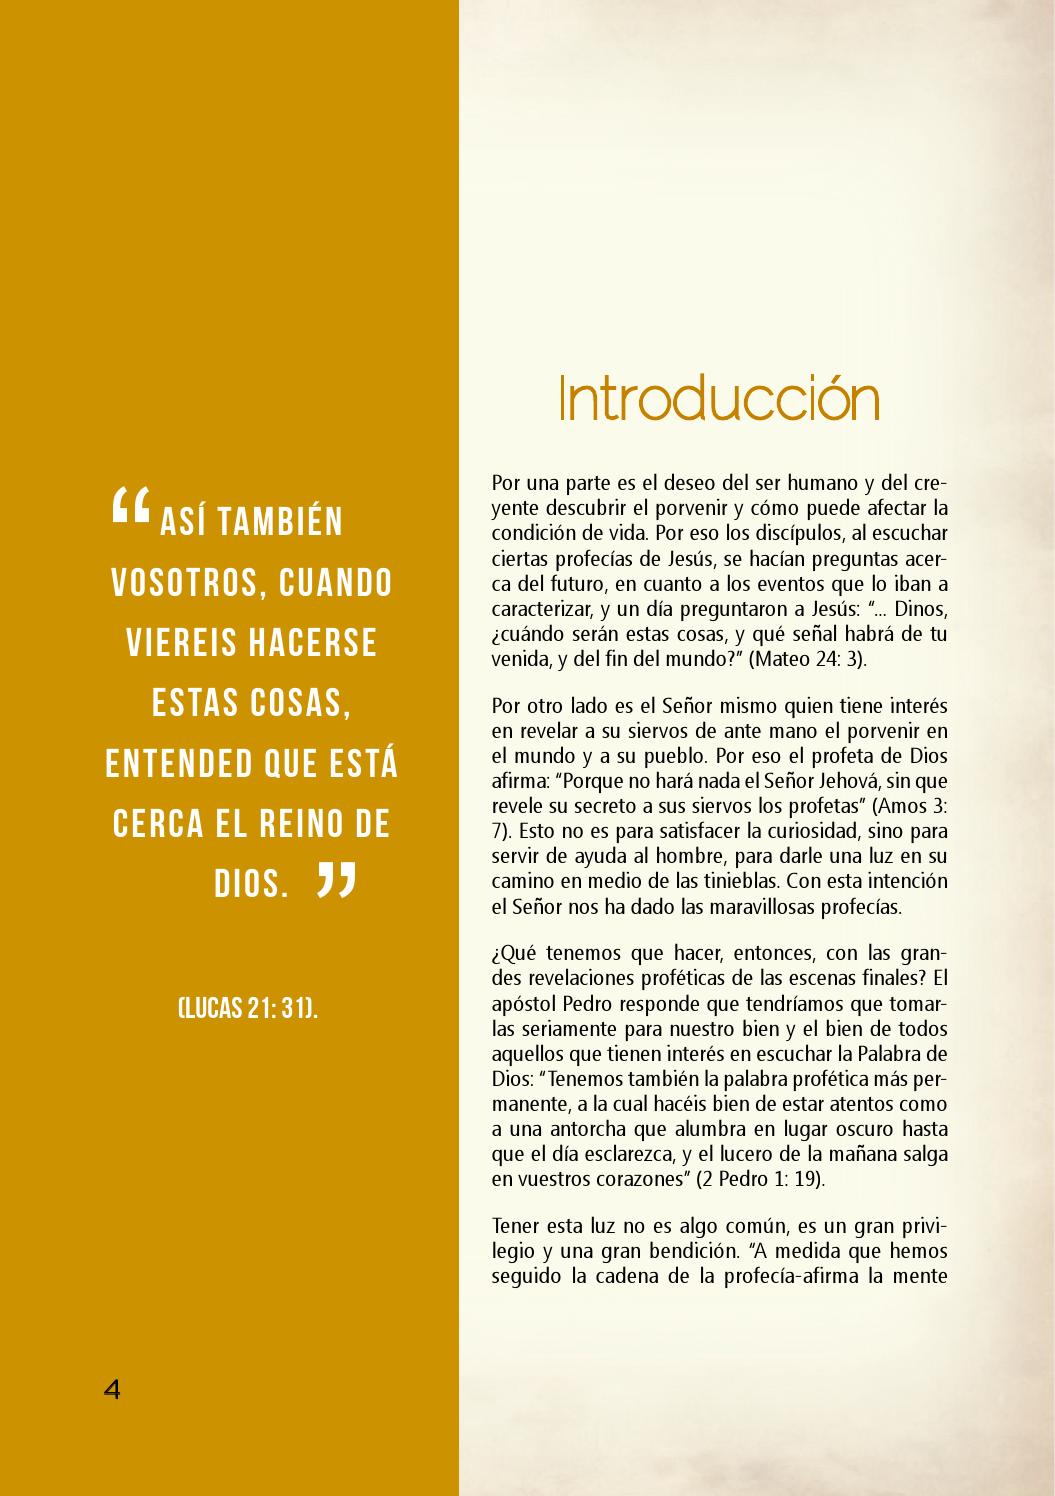 “ ASÍ TAMBIÉN
VOSOTROS, CUANDO
VIEREIS HACERSE
ESTAS COSAS,
ENTENDED QUE ESTÁ
CERCA EL REINO DE
DIOS. ”
(LUCAS 21: 31).
4
Introducción
Por una parte es el deseo del ser humano y del cre-
yente descubrir el porvenir y cómo puede afectar la
condición de vida. Por eso los discípulos, al escuchar
ciertas profecías de Jesús, se hacían preguntas acer-
ca del futuro, en cuanto a los eventos que lo iban a
caracterizar, y un día preguntaron a Jesús: “... Dinos,
¿cuándo serán estas cosas, y qué señal habrá de tu
venida, y del fin del mundo?” (Mateo 24: 3).
Por otro lado es el Señor mismo quien tiene interés
en revelar a su siervos de ante mano el porvenir en
el mundo y a su pueblo. Por eso el profeta de Dios
afirma: “Porque no hará nada el Señor Jehová, sin que
revele su secreto a sus siervos los profetas” (Amos 3:
7). Esto no es para satisfacer la curiosidad, sino para
servir de ayuda al hombre, para darle una luz en su
camino en medio de las tinieblas. Con esta intención
el Señor nos ha dado las maravillosas profecías.
¿Qué tenemos que hacer, entonces, con las gran-
des revelaciones proféticas de las escenas finales? El
apóstol Pedro responde que tendríamos que tomar-
las seriamente para nuestro bien y el bien de todos
aquellos que tienen interés en escuchar la Palabra de
Dios: “Tenemos también la palabra profética más per-
manente, a la cual hacéis bien de estar atentos como
a una antorcha que alumbra en lugar oscuro hasta
que el día esclarezca, y el lucero de la mañana salga
en vuestros corazones” (2 Pedro 1: 19).
Tener esta luz no es algo común, es un gran privi-
legio y una gran bendición. “A medida que hemos
seguido la cadena de la profecía-afirma la mente